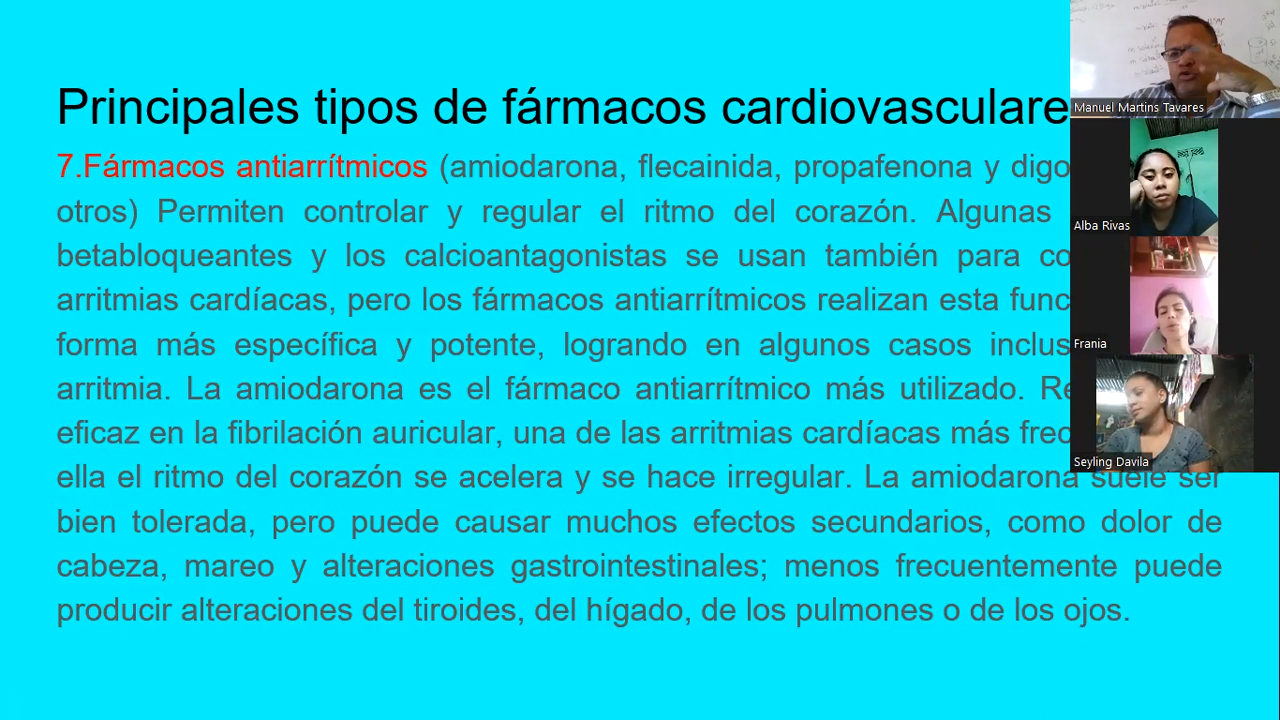 Principales tipos de fármacos cardiovasculare
7.Fármacos antiarrítmicos (amiodarona, flecainida, propafenona y digo
otros) Permiten controlar y regular el ritmo del corazón. Algunas
betabloqueantes y los calcioantagonistas se usan también para co
arritmias cardíacas, pero los fármacos antiarrítmicos realizan esta func
forma más específica y potente, logrando en algunos casos inclus
arritmia. La amiodarona es el fármaco antiarrítmico más utilizado. Re
eficaz en la fibrilación auricular, una de las arritmias cardíacas más frec
ella el ritmo del corazón se acelera y se hace irregular. La amiodarona suele ser
bien tolerada, pero puede causar muchos efectos secundarios, como dolor de
cabeza, mareo y alteraciones gastrointestinales; menos frecuentemente puede
producir alteraciones del tiroides, del hígado, de los pulmones o de los ojos.
Manuel Martins Tavares
Alba Rivas
Frania
Seyling Davila